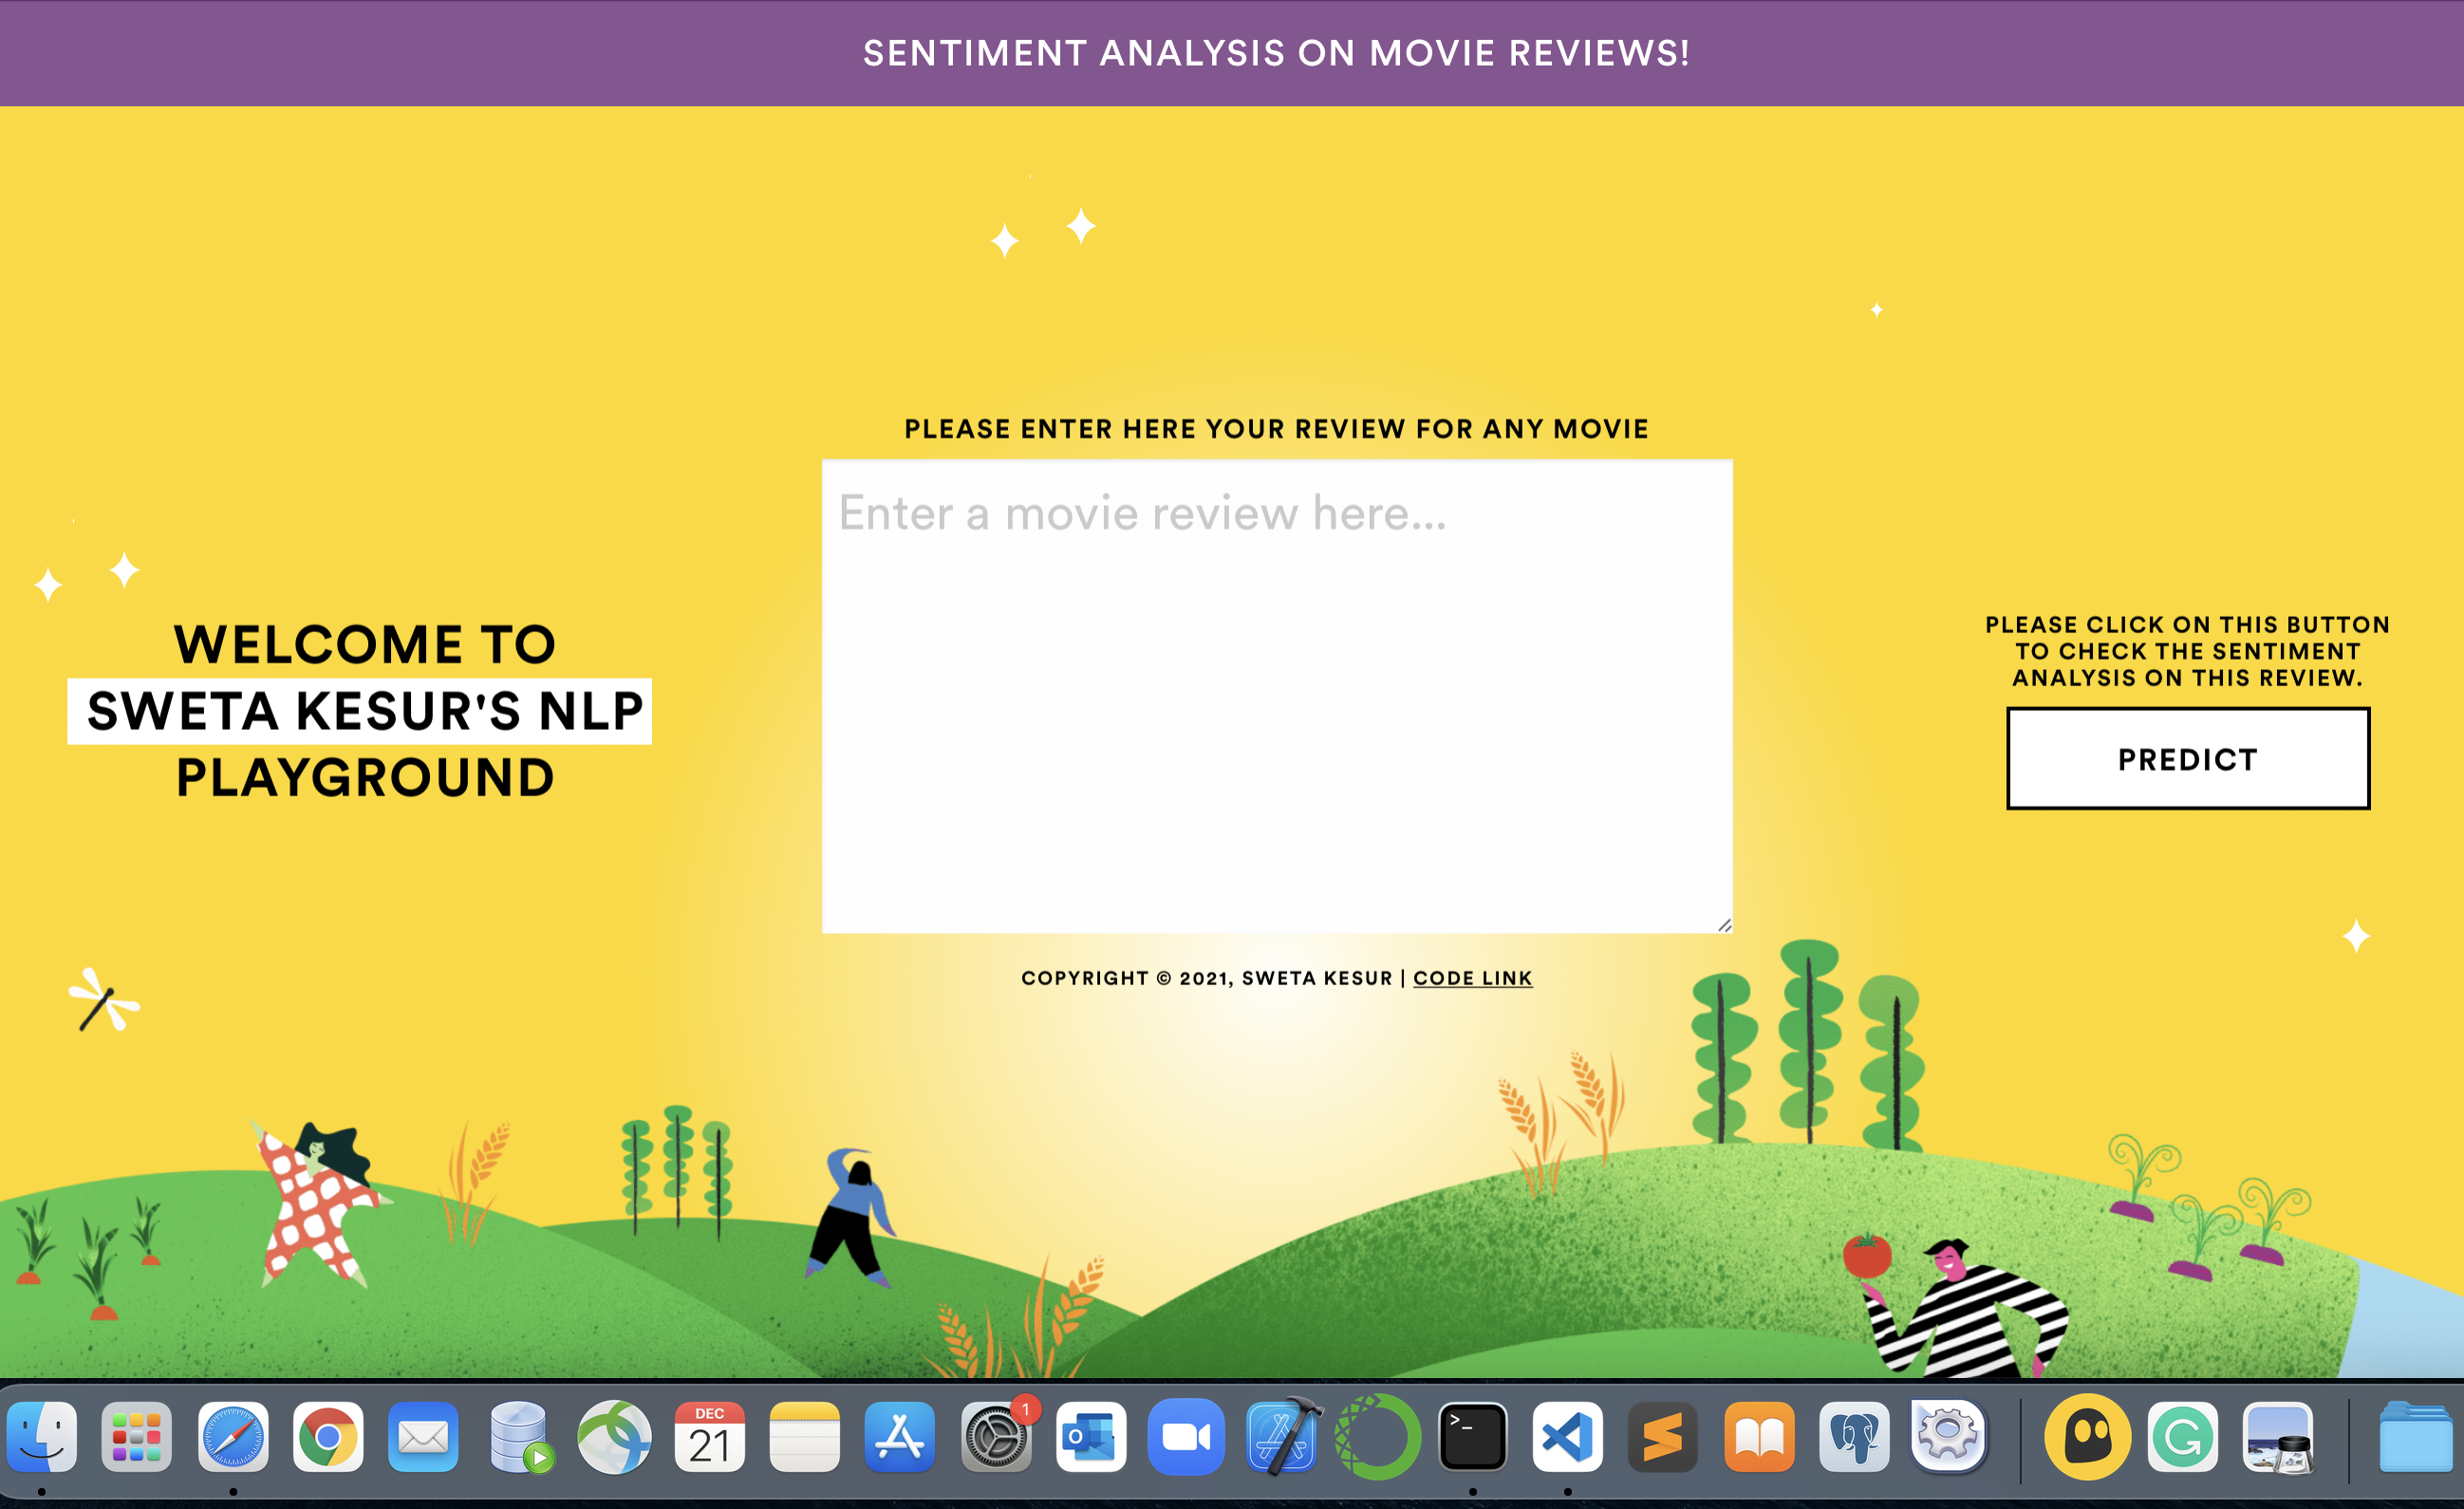 SENTIMENT ANALYSIS ON MOVIE REVIEWS!
PLEASE ENTER HERE YOUR REVIEW FOR ANY MOVIE
Enter a movie review here...
WELCOME TO
SWETA KESUR'S NLP
PLAYGROUND
PLEASE CLICK ON THIS BUTTON
TO CHECK THE SENTIMENT
ANALYSIS ON THIS REVIEW.
PREDICT
COPYRIGHT © 2021, SWETA KESUR | CODE LINK
DEC
21
1
O
>_
G